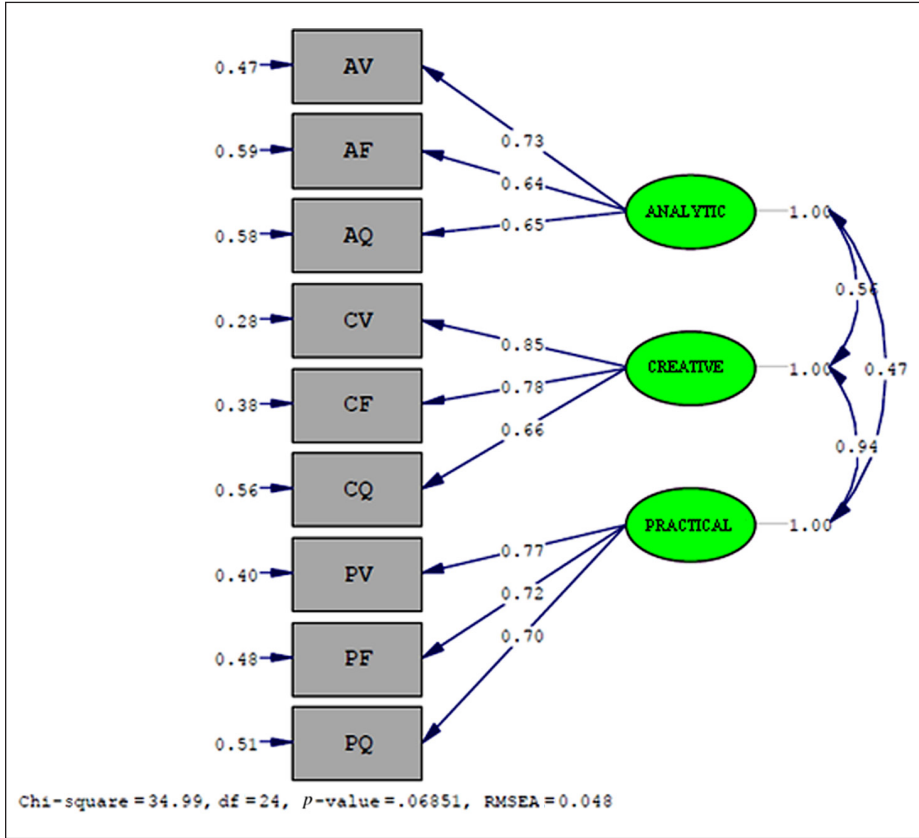 0.47 AV
0.73
0.59 AF
0.64
ANALYTIC 1.00
0.58 AQ
0.65
0.56
0.28 CV
0.85
CREATIVE 1.00 0.47
0.38 CF
0.78
0.66
0.94
0.56 CQ
PRACTICAL 1.00
0.77
0.40 PV
0.72
0.70
0.48 PF
0.51 PQ
Chi-square=34.99, df=24, p-value=.06851, RMSEA=0.048